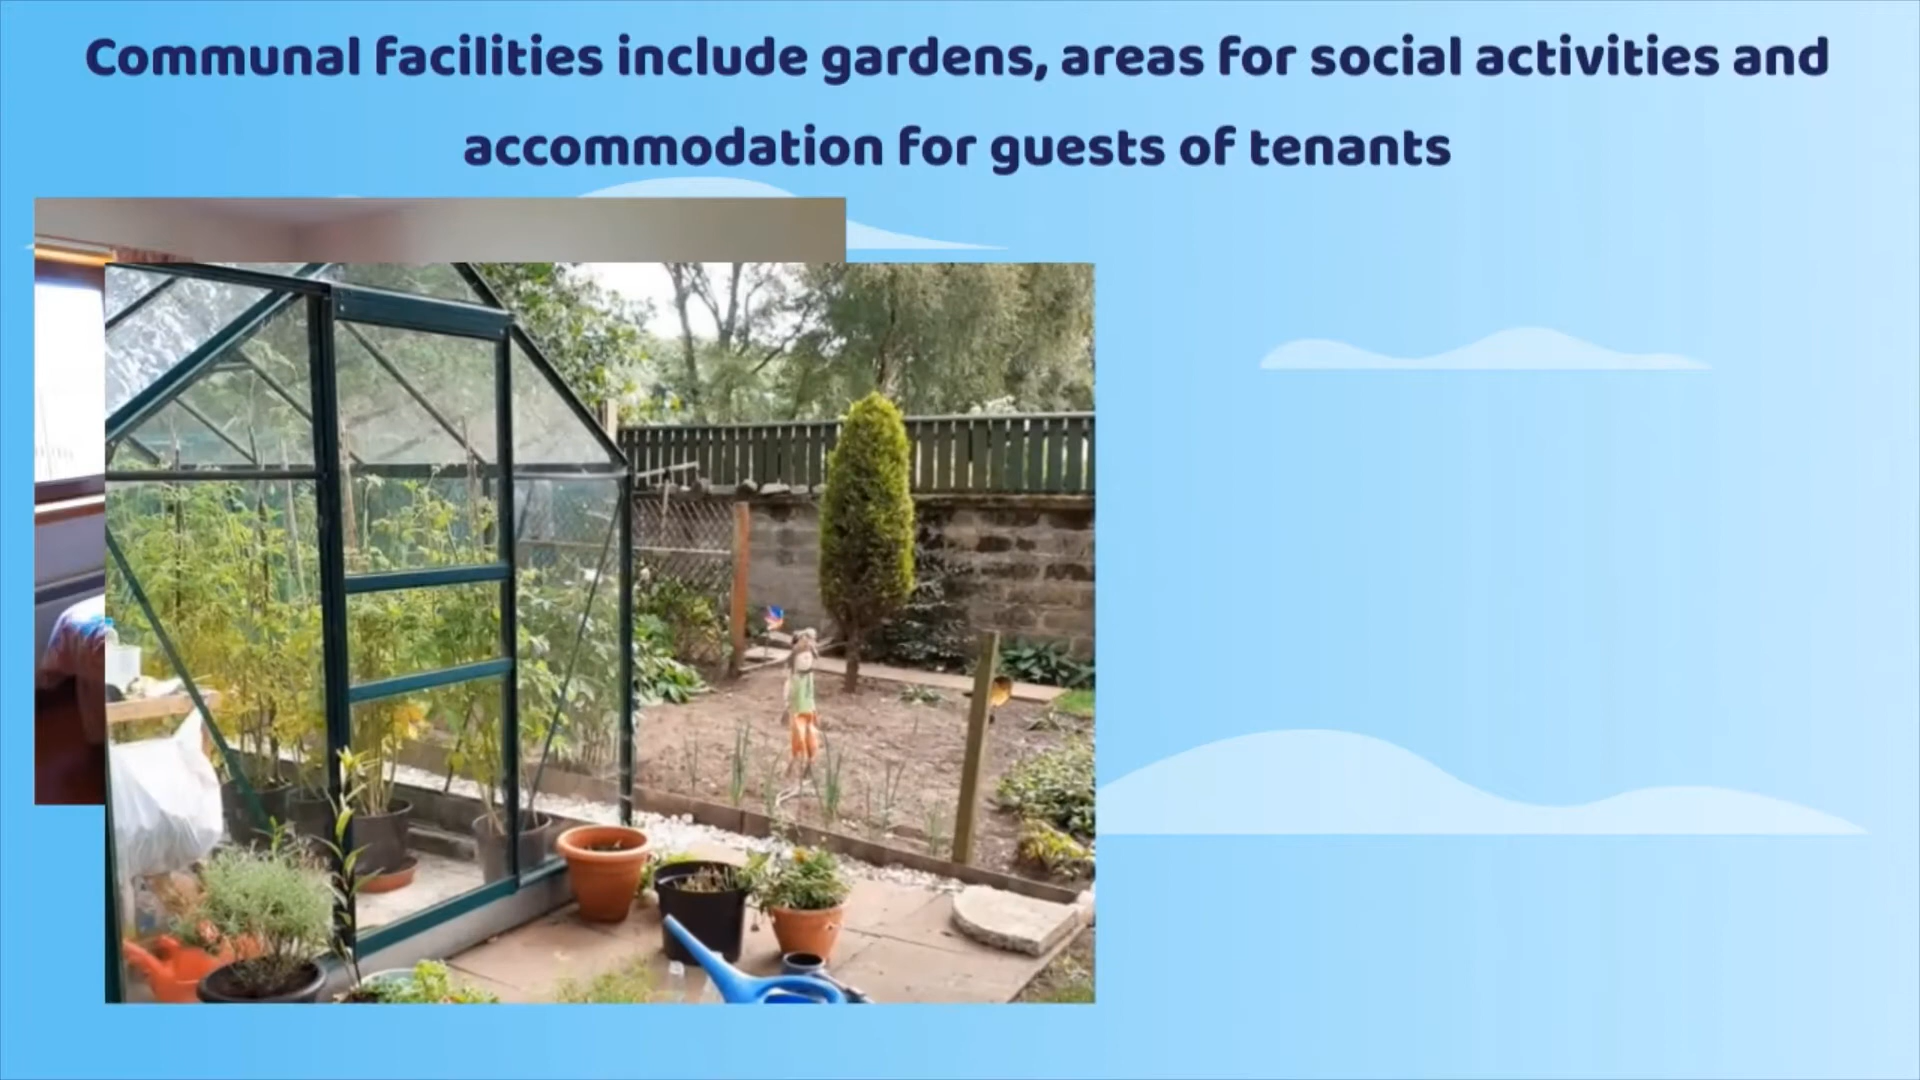 Communal facilities include gardens, areas for social activities and
accommodation for guests of tenants